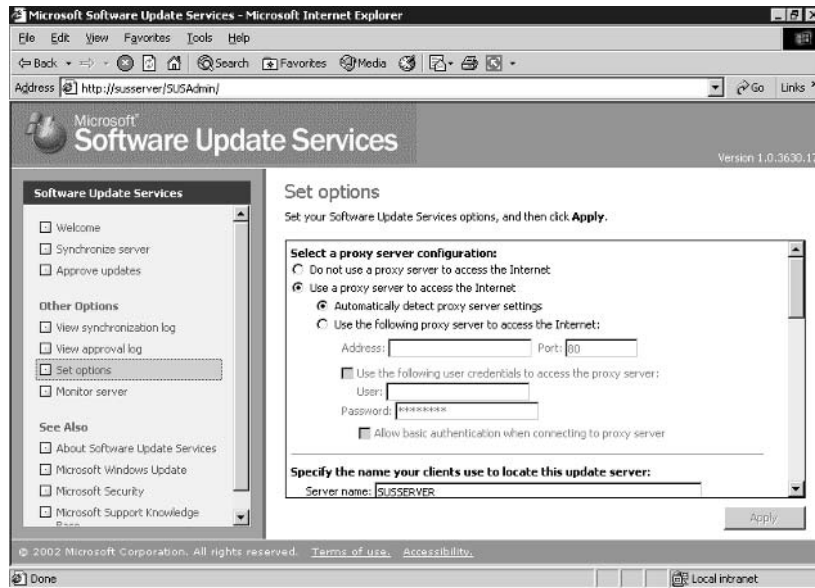 Microsoft Software Update Services - Microsoft Internet Explorer
File Edit View Favorites Tools Help
Back Search Favorites Media
Address http://susserver/SUSAdmin/ Go Links
Microsoft
Software Update Services
Version 1.0.3630.17
Software Update Services
Welcome
Synchronize server
Approve updates
Other Options
View synchronization log
View approval log
Set options
Monitor server
See Also
About Software Update Services
Microsoft Windows Update
Microsoft Security
Microsoft Support Knowledge
Base
Set options
Set your Software Update Services options, and then click Apply.
Select a proxy server configuration:
Do not use a proxy server to access the Internet
Use a proxy server to access the Internet
Automatically detect proxy server settings
Use the following proxy server to access the Internet:
Address: Port: 80
Use the following user credentials to access the proxy server:
User:
Password: ********
Allow basic authentication when connecting to proxy server
Specify the name your clients use to locate this update server:
Server name: SUSSERVER
Apply
© 2002 Microsoft Corporation. All rights reserved. Terms of use. Accessibility.
Done Local intranet